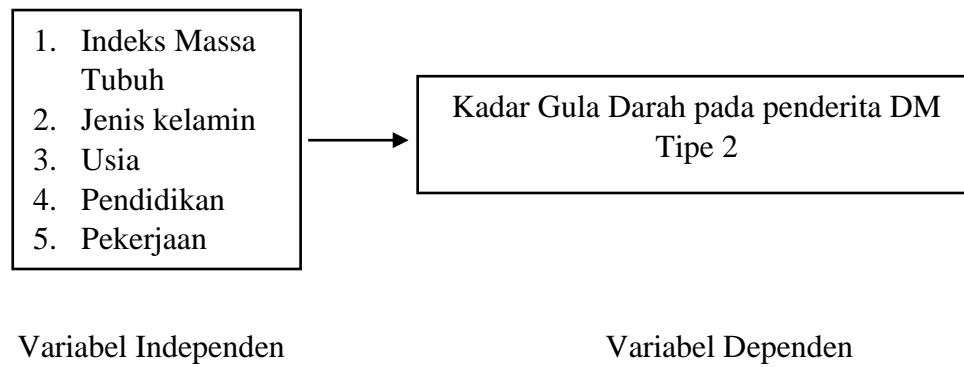 1. Indeks Massa
Tubuh
2. Jenis kelamin
3. Usia
4. Pendidikan
5. Pekerjaan
Kadar Gula Darah pada penderita DM
Tipe 2
Variabel Independen
Variabel Dependen